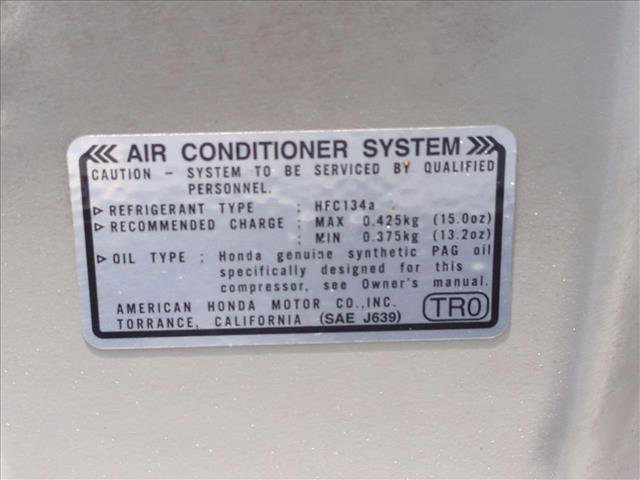 ⋘ AIR CONDITIONER SYSTEM ⋙
CAUTION - SYSTEM TO BE SERVICED BY QUALIFIED
PERSONNEL.
▷ REFRIGERANT TYPE : HFC134a
▷ RECOMMENDED CHARGE : MAX 0.425kg (15.0oz)
: MIN 0.375kg (13.2oz)
▷ OIL TYPE : Honda genuine synthetic PAG oil
specifically designed for this
compressor, see Owner's manual.
AMERICAN HONDA MOTOR CO.,INC.
TORRANCE, CALIFORNIA (SAE J639) TR0